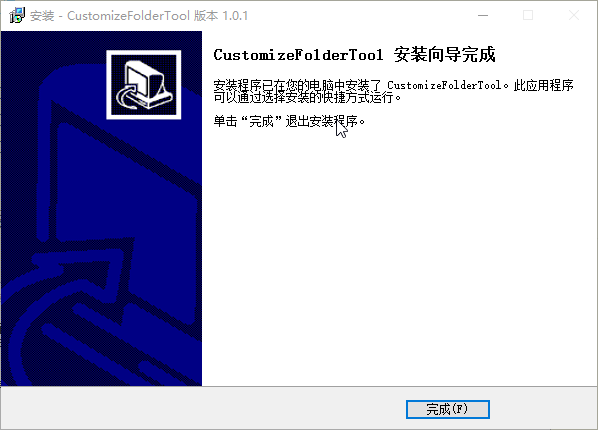 安装 - CustomizeFolderTool 版本 1.0.1
CustomizeFolderTool 安装向导完成
安装程序已在您的电脑中安装了 CustomizeFolderTool。此应用程序
可以通过选择安装的快捷方式运行。
单击“完成”退出安装程序。
完成(F)